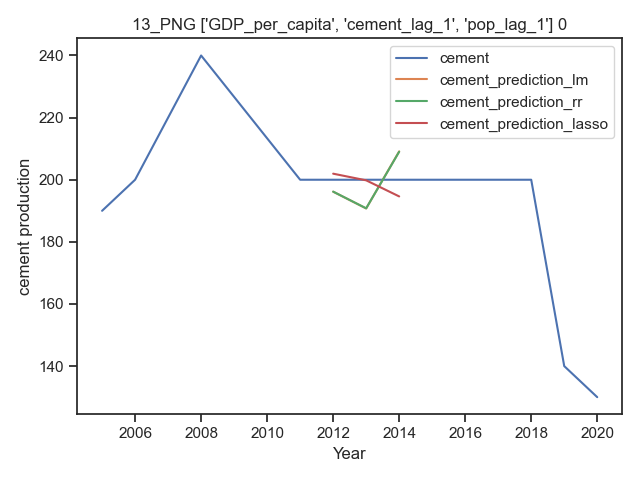 13_PNG ['GDP_per_capita', 'cement_lag_1', 'pop_lag_1'] 0
cement
cement_prediction_lm
cement_prediction_rr
cement_prediction_lasso
240
220
200
180
160
140
cement production
2006 2008 2010 2012 2014 2016 2018 2020
Year